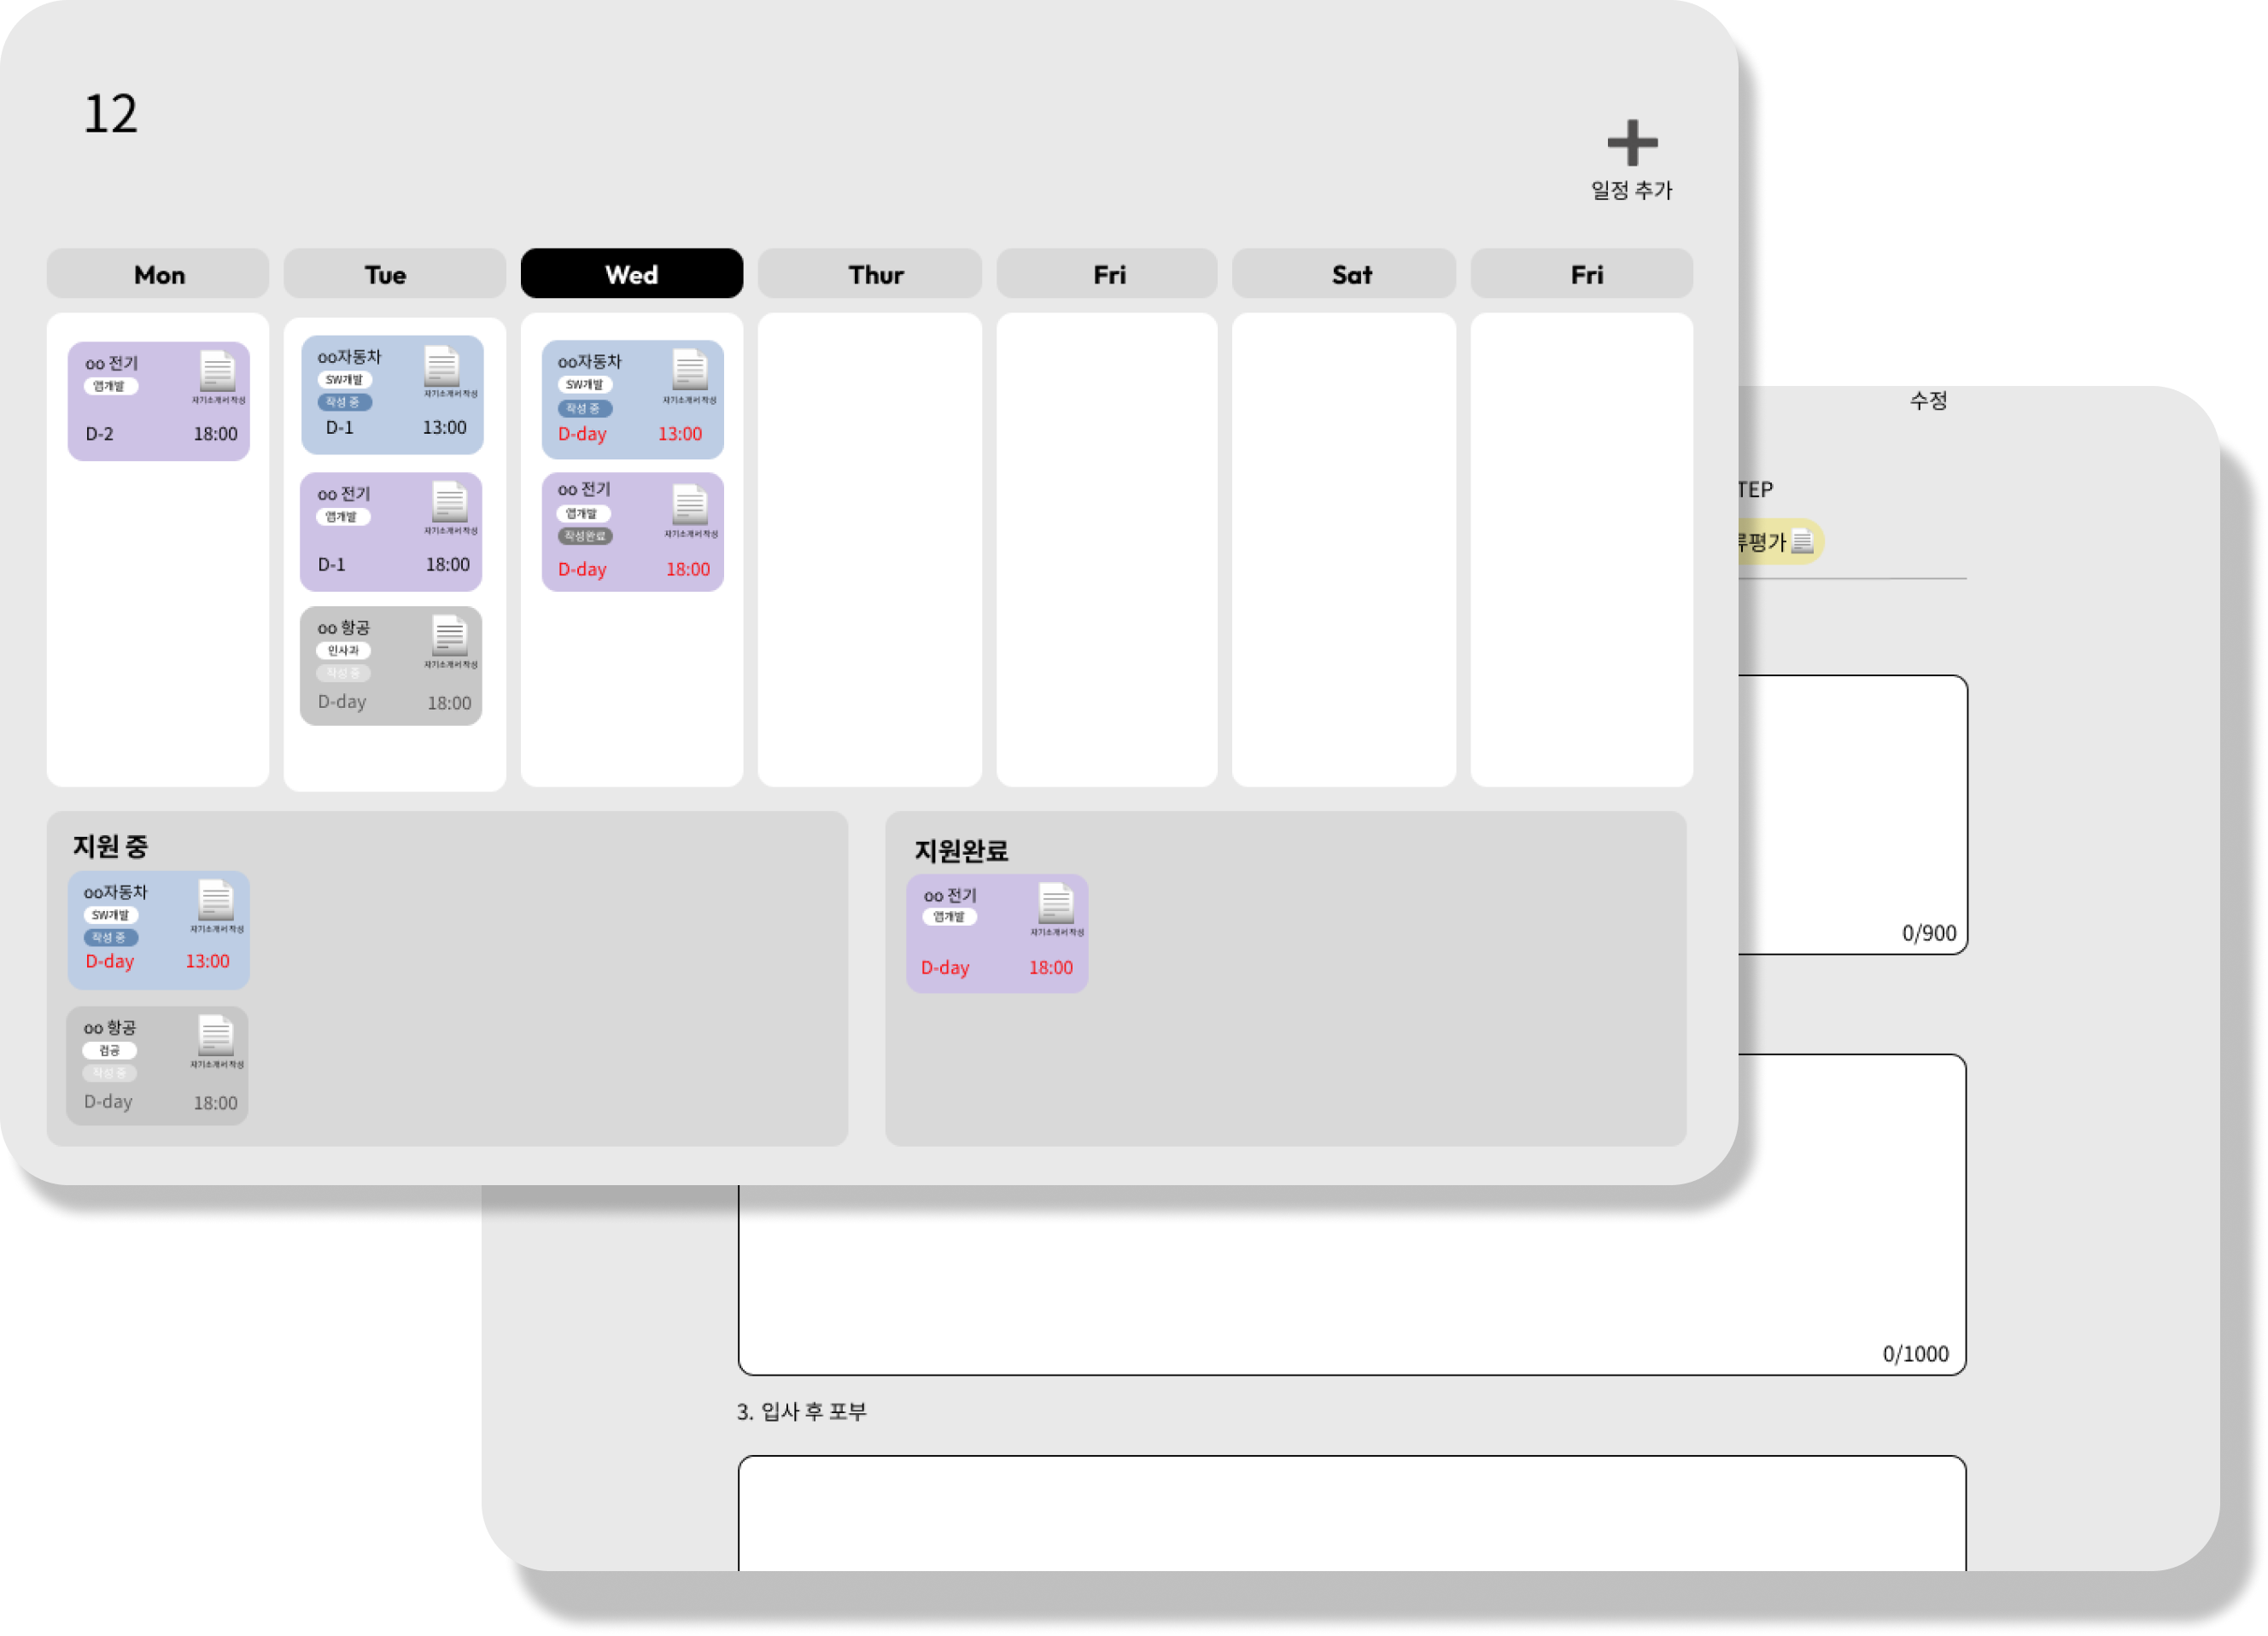 12
일정 추가
Mon Tue Wed Thur Fri Sat Fri
oo 전기
앱개발
자기소개서 작성
D-2 18:00
oo자동차
SW개발
자기소개서 작성
작성 중
D-1 13:00
oo 전기
앱개발
자기소개서 작성
D-1 18:00
oo 항공
인사과
자기소개서 작성
작성 중
D-day 18:00
oo자동차
SW개발
자기소개서 작성
작성 중
D-day 13:00
oo 전기
앱개발
자기소개서 작성
작성완료
D-day 18:00
지원 중
oo자동차
SW개발
자기소개서 작성
작성 중
D-day 13:00
oo 항공
컴공
자기소개서 작성
작성 중
D-day 18:00
지원완료
oo 전기
앱개발
자기소개서 작성
D-day 18:00
수정
TEP
류평가
0/900
0/1000
3. 입사 후 포부